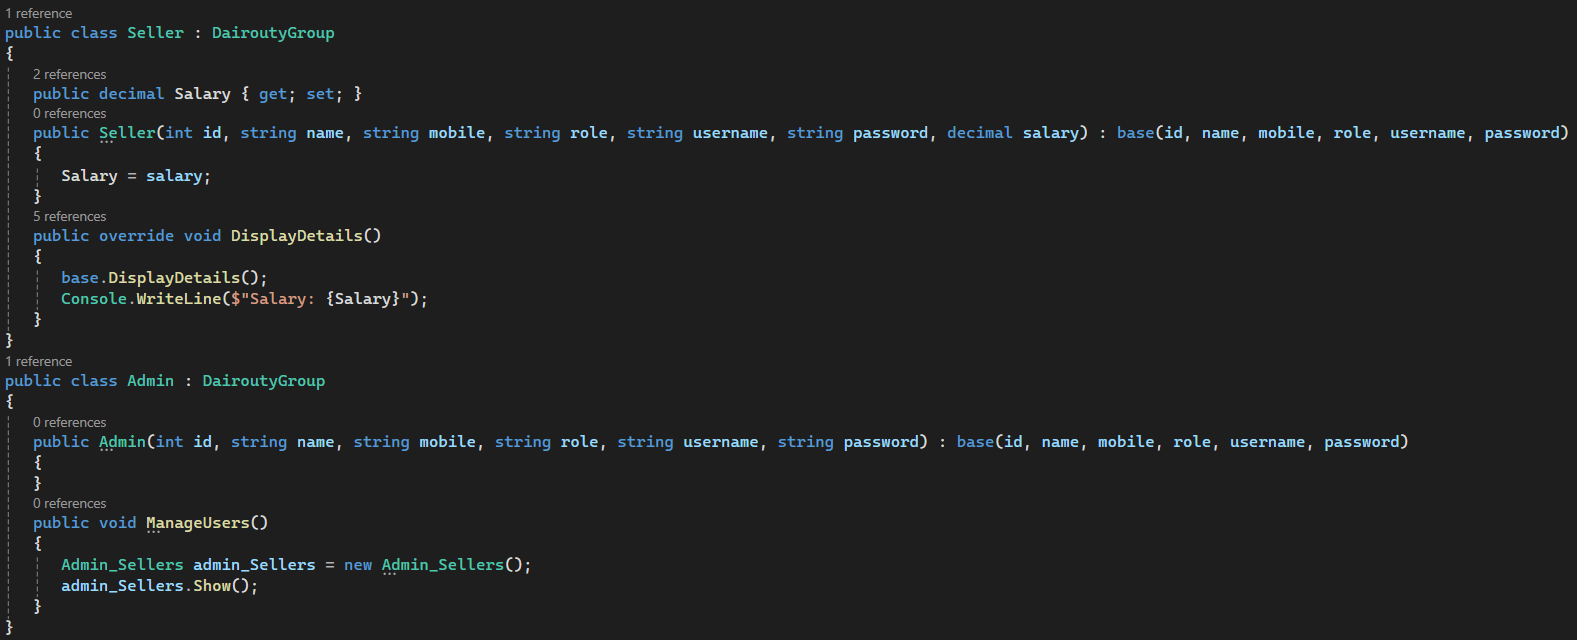 1 reference
public class Seller : DairoutyGroup
{
2 references
public decimal Salary { get; set; }
0 references
public Seller(int id, string name, string mobile, string role, string username, string password, decimal salary) : base(id, name, mobile, role, username, password)
{
Salary = salary;
}
5 references
public override void DisplayDetails()
{
base.DisplayDetails();
Console.WriteLine($"Salary: {Salary}");
}
}
1 reference
public class Admin : DairoutyGroup
{
0 references
public Admin(int id, string name, string mobile, string role, string username, string password) : base(id, name, mobile, role, username, password)
{
}
0 references
public void ManageUsers()
{
Admin_Sellers admin_Sellers = new Admin_Sellers();
admin_Sellers.Show();
}
}